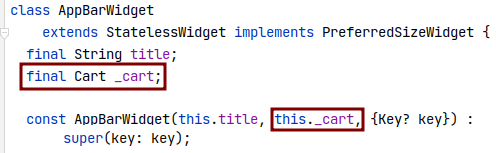 class AppBarWidget
extends StatelessWidget implements PreferredSizeWidget {
final String title;
final Cart _cart;
const AppBarWidget(this.title, this._cart, {Key? key}) :
super(key: key);